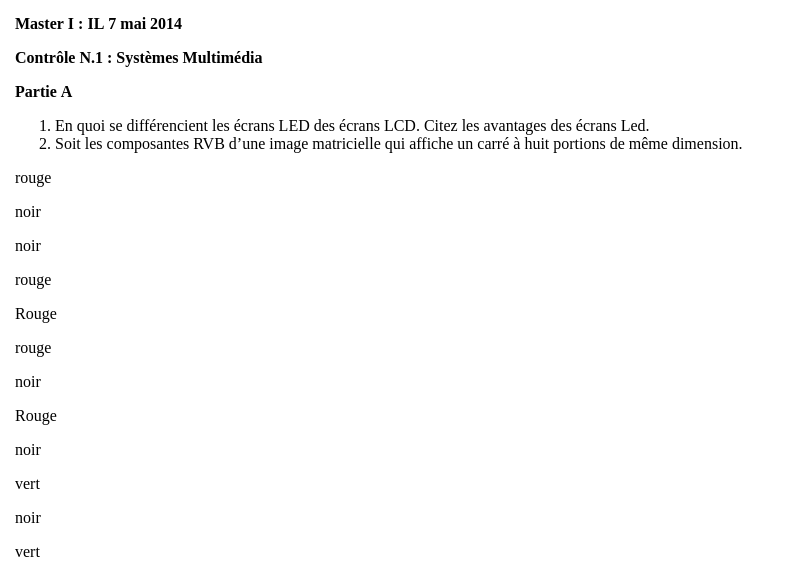 Master I : IL 7 mai 2014
Contrôle N.1 : Systèmes Multimédia
Partie A
1. En quoi se différencient les écrans LED des écrans LCD. Citez les avantages des écrans Led.
2. Soit les composantes RVB d’une image matricielle qui affiche un carré à huit portions de même dimension.
rouge
noir
noir
rouge
Rouge
rouge
noir
Rouge
noir
vert
noir
vert